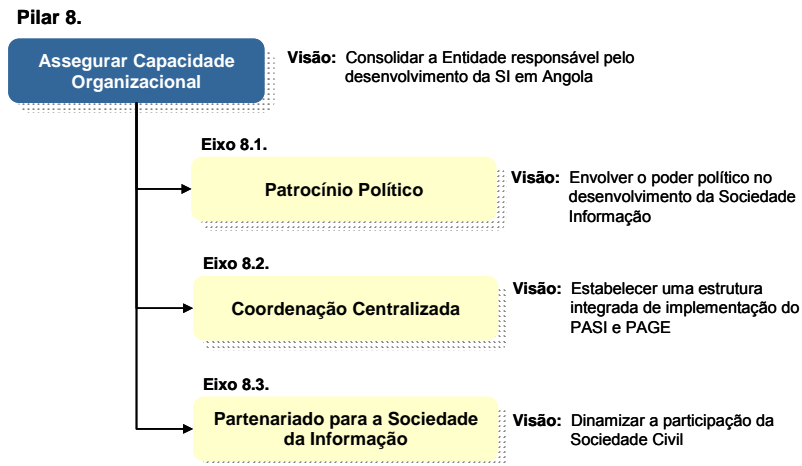 Pilar 8.
Assegurar Capacidade
Organizacional
Visão: Consolidar a Entidade responsável pelo
desenvolvimento da SI em Angola
Eixo 8.1.
Patrocínio Político
Visão: Envolver o poder político no
desenvolvimento da Sociedade
Informação
Eixo 8.2.
Coordenação Centralizada
Visão: Estabelecer uma estrutura
integrada de implementação do
PASI e PAGE
Eixo 8.3.
Partenariado para a Sociedade
da Informação
Visão: Dinamizar a participação da
Sociedade Civil